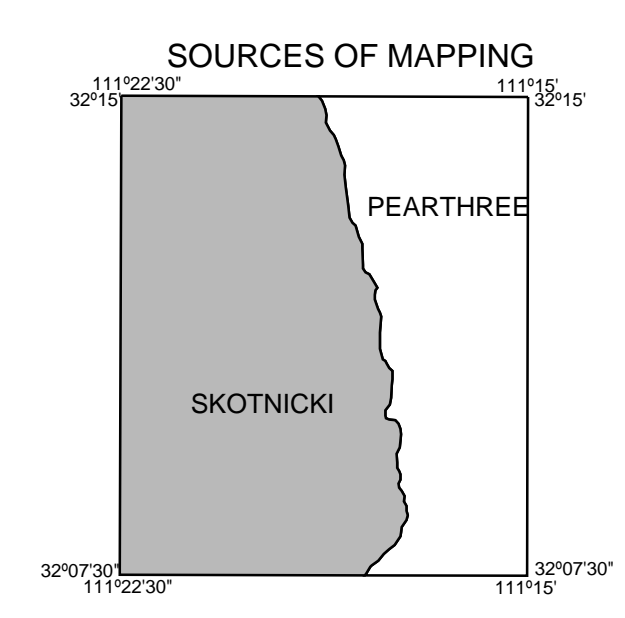 SOURCES OF MAPPING
111º22'30" 111º15'
32º15' 32º15'
PEARTHREE
SKOTNICKI
32º07'30" 32º07'30"
111º22'30" 111º15'